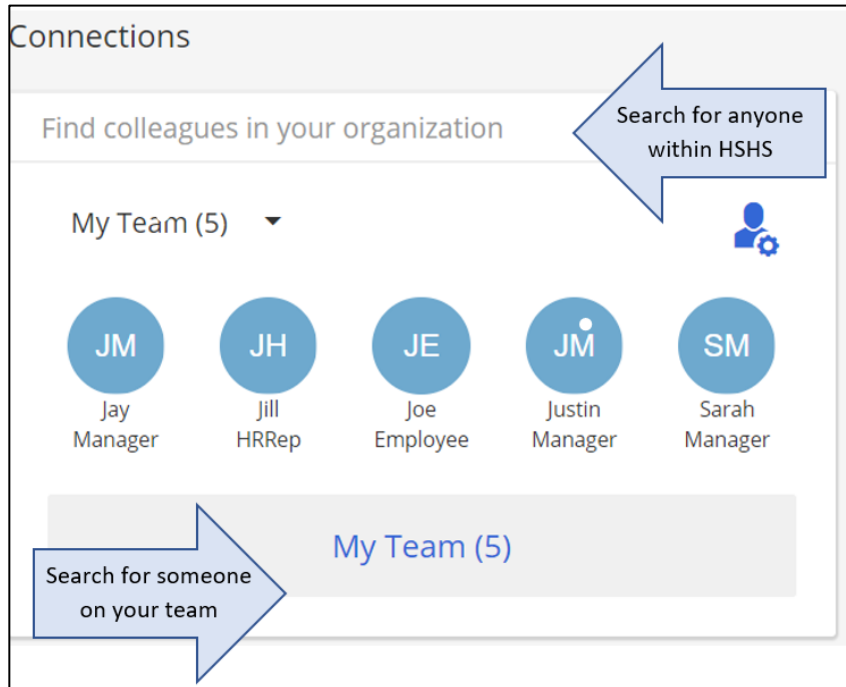 Connections
Find colleagues in your organization
Search for anyone
within HSHS
My Team (5)
JM
JH
JE
JM
SM
Jay
Manager
Jill
HRRep
Joe
Employee
Justin
Manager
Sarah
Manager
My Team (5)
Search for someone
on your team